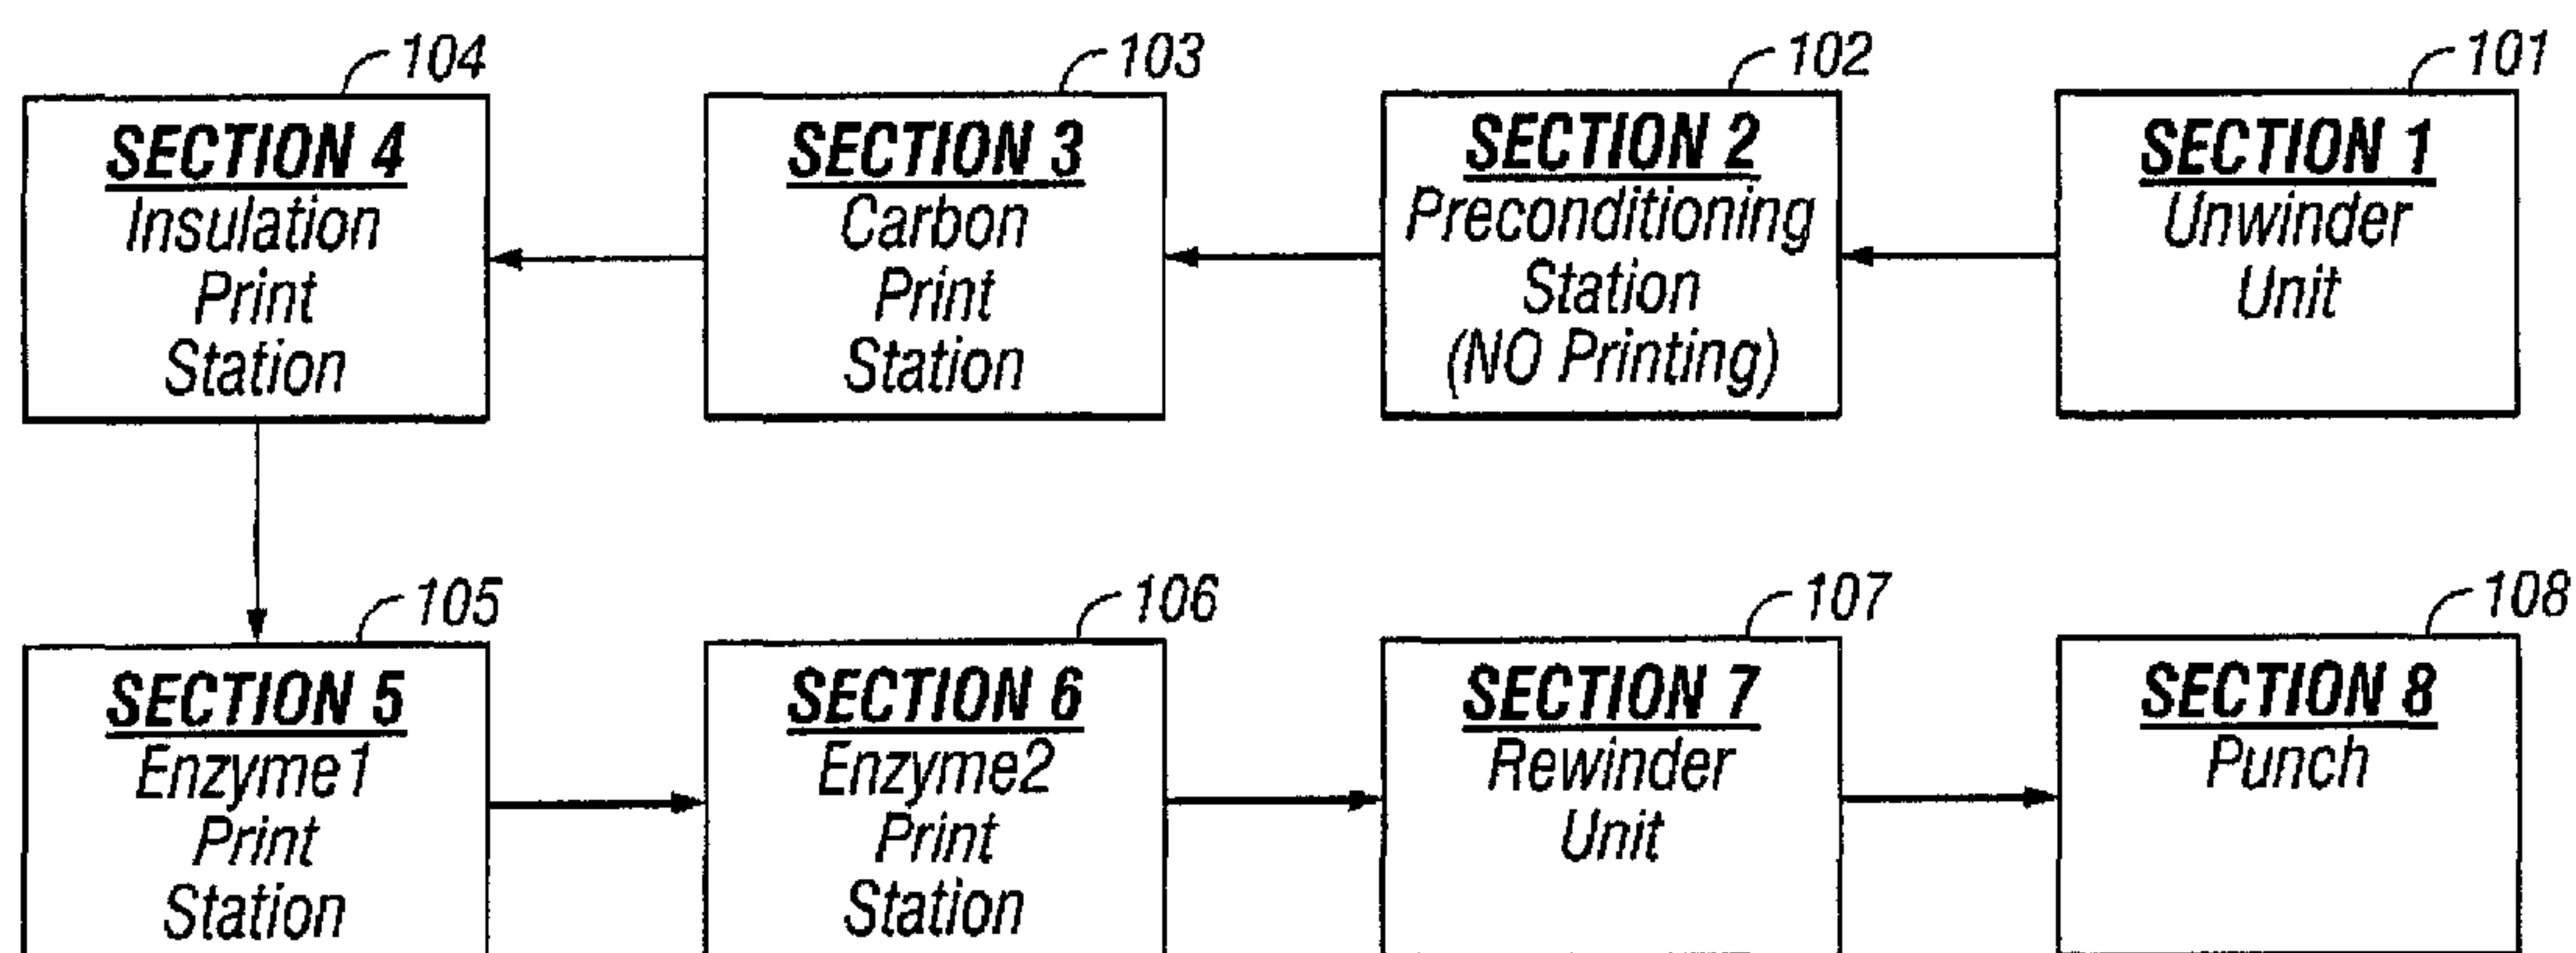 104
SECTION 4
Insulation
Print
Station
103
SECTION 3
Carbon
Print
Station
102
SECTION 2
Preconditioning
Station
(NO Printing)
101
SECTION 1
Unwinder
Unit
105
SECTION 5
Enzyme1
Print
Station
106
SECTION 6
Enzyme2
Print
Station
107
SECTION 7
Rewinder
Unit
108
SECTION 8
Punch